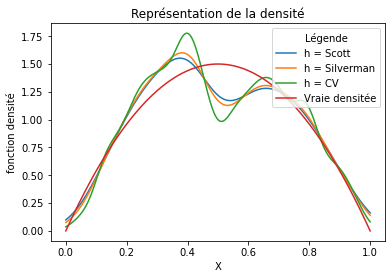 Représentation de la densité
Légende
h = Scott
h = Silverman
h = CV
Vraie densitée
fonction densité
1.75
1.50
1.25
1.00
0.75
0.50
0.25
0.00
0.0 0.2 0.4 0.6 0.8 1.0
X